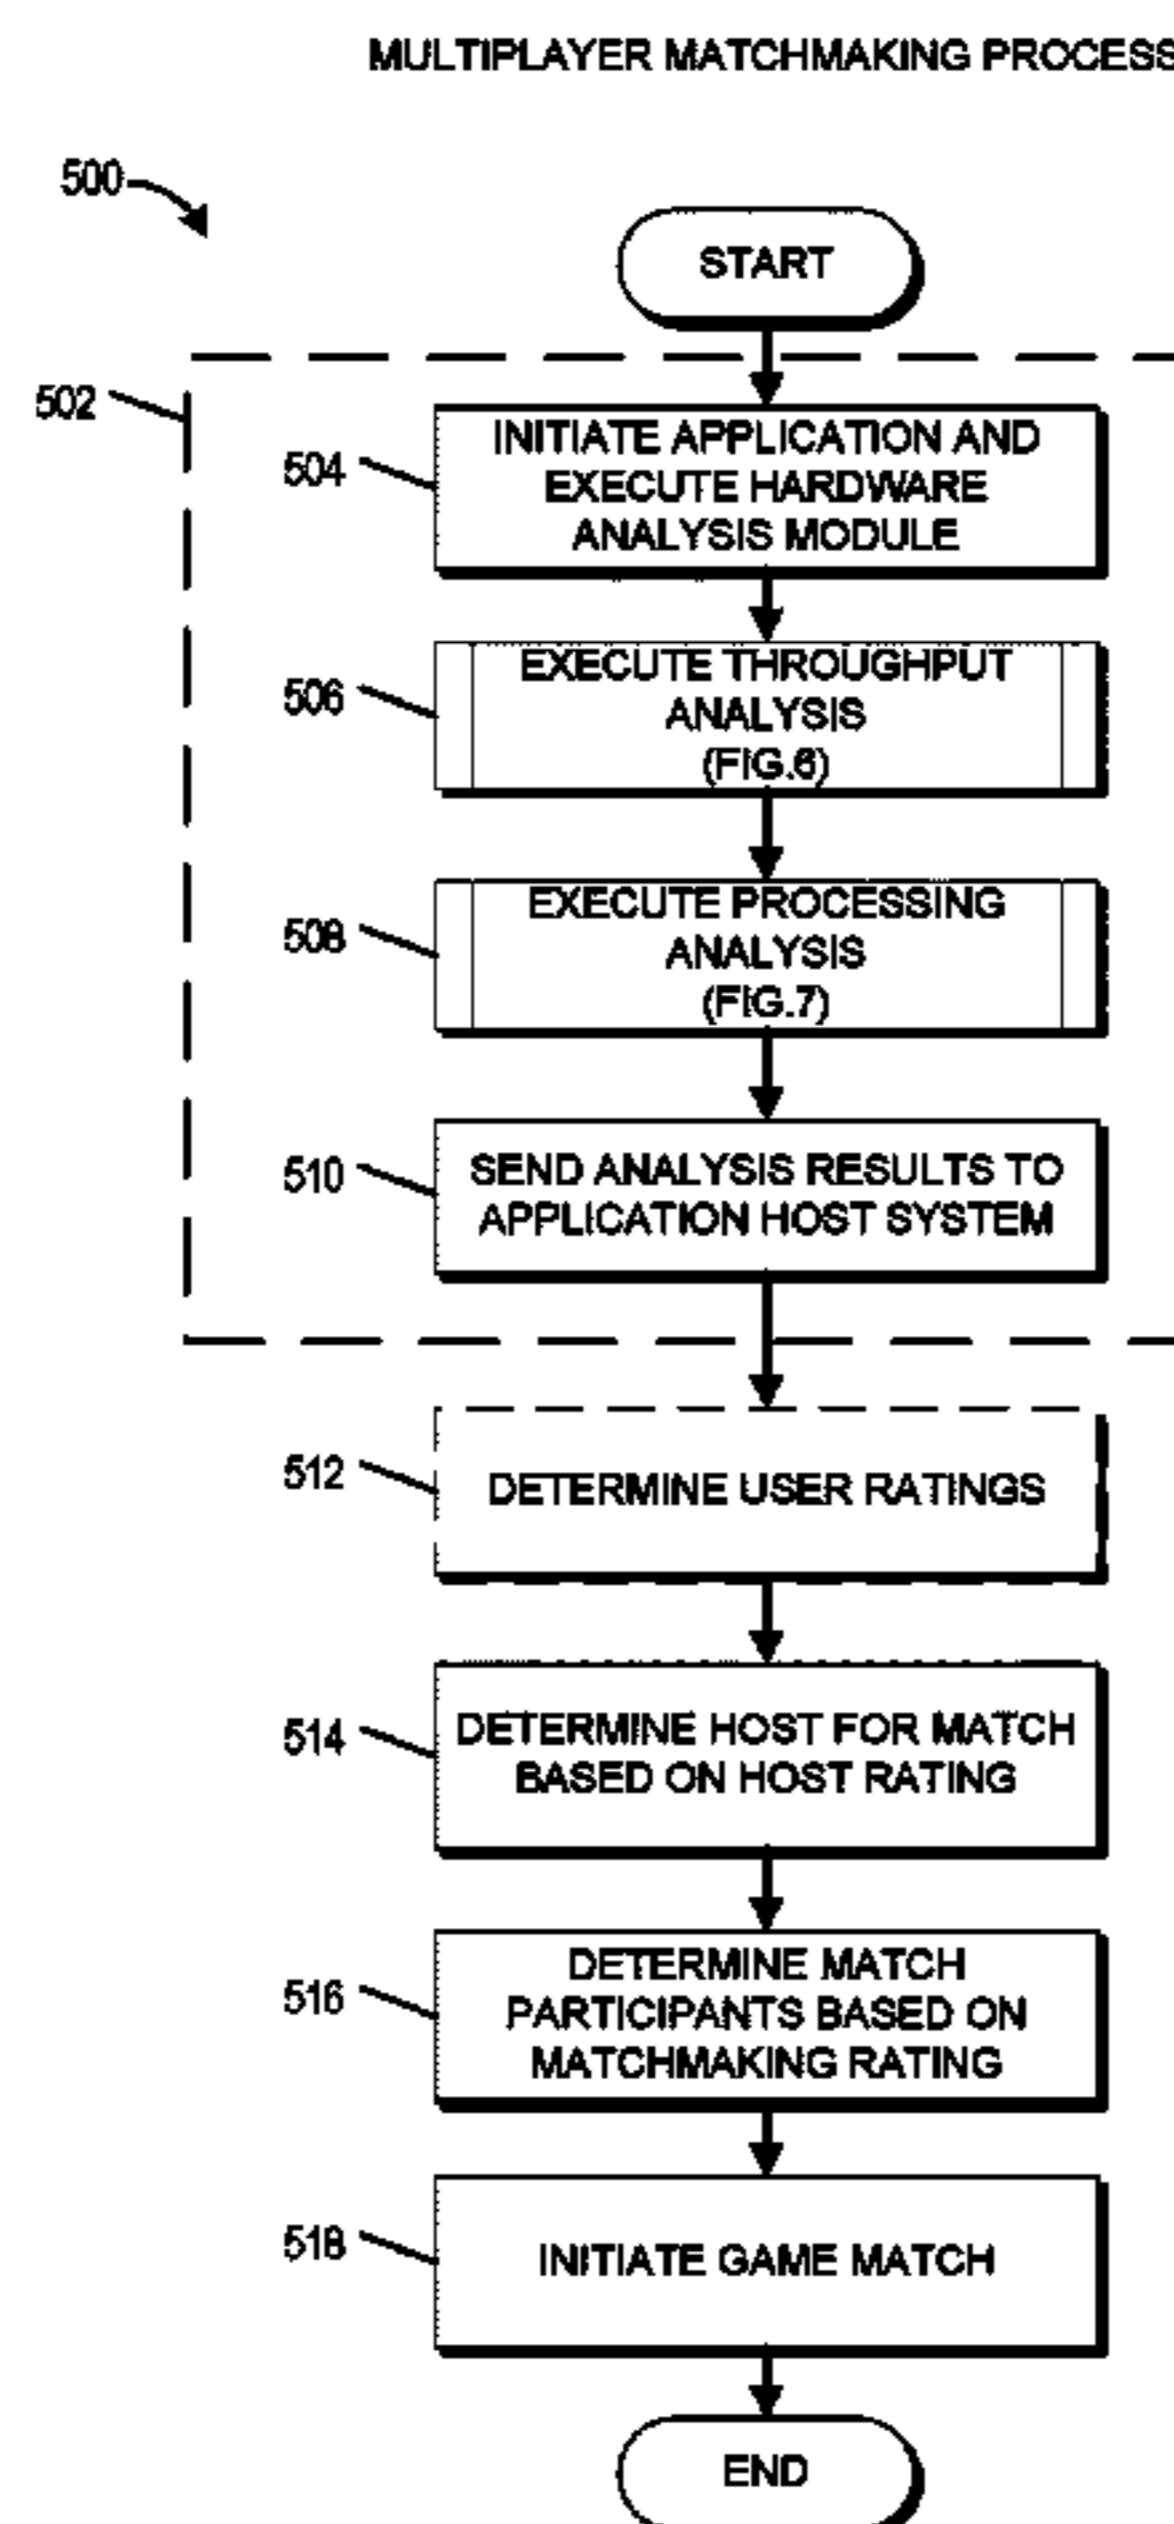 MULTIPLAYER MATCHMAKING PROCESS
500
START
502
504
INITIATE APPLICATION AND
EXECUTE HARDWARE
ANALYSIS MODULE
506
EXECUTE THROUGHPUT
ANALYSIS
(FIG.6)
508
EXECUTE PROCESSING
ANALYSIS
(FIG.7)
510
SEND ANALYSIS RESULTS TO
APPLICATION HOST SYSTEM
512
DETERMINE USER RATINGS
514
DETERMINE HOST FOR MATCH
BASED ON HOST RATING
516
DETERMINE MATCH
PARTICIPANTS BASED ON
MATCHMAKING RATING
518
INITIATE GAME MATCH
END